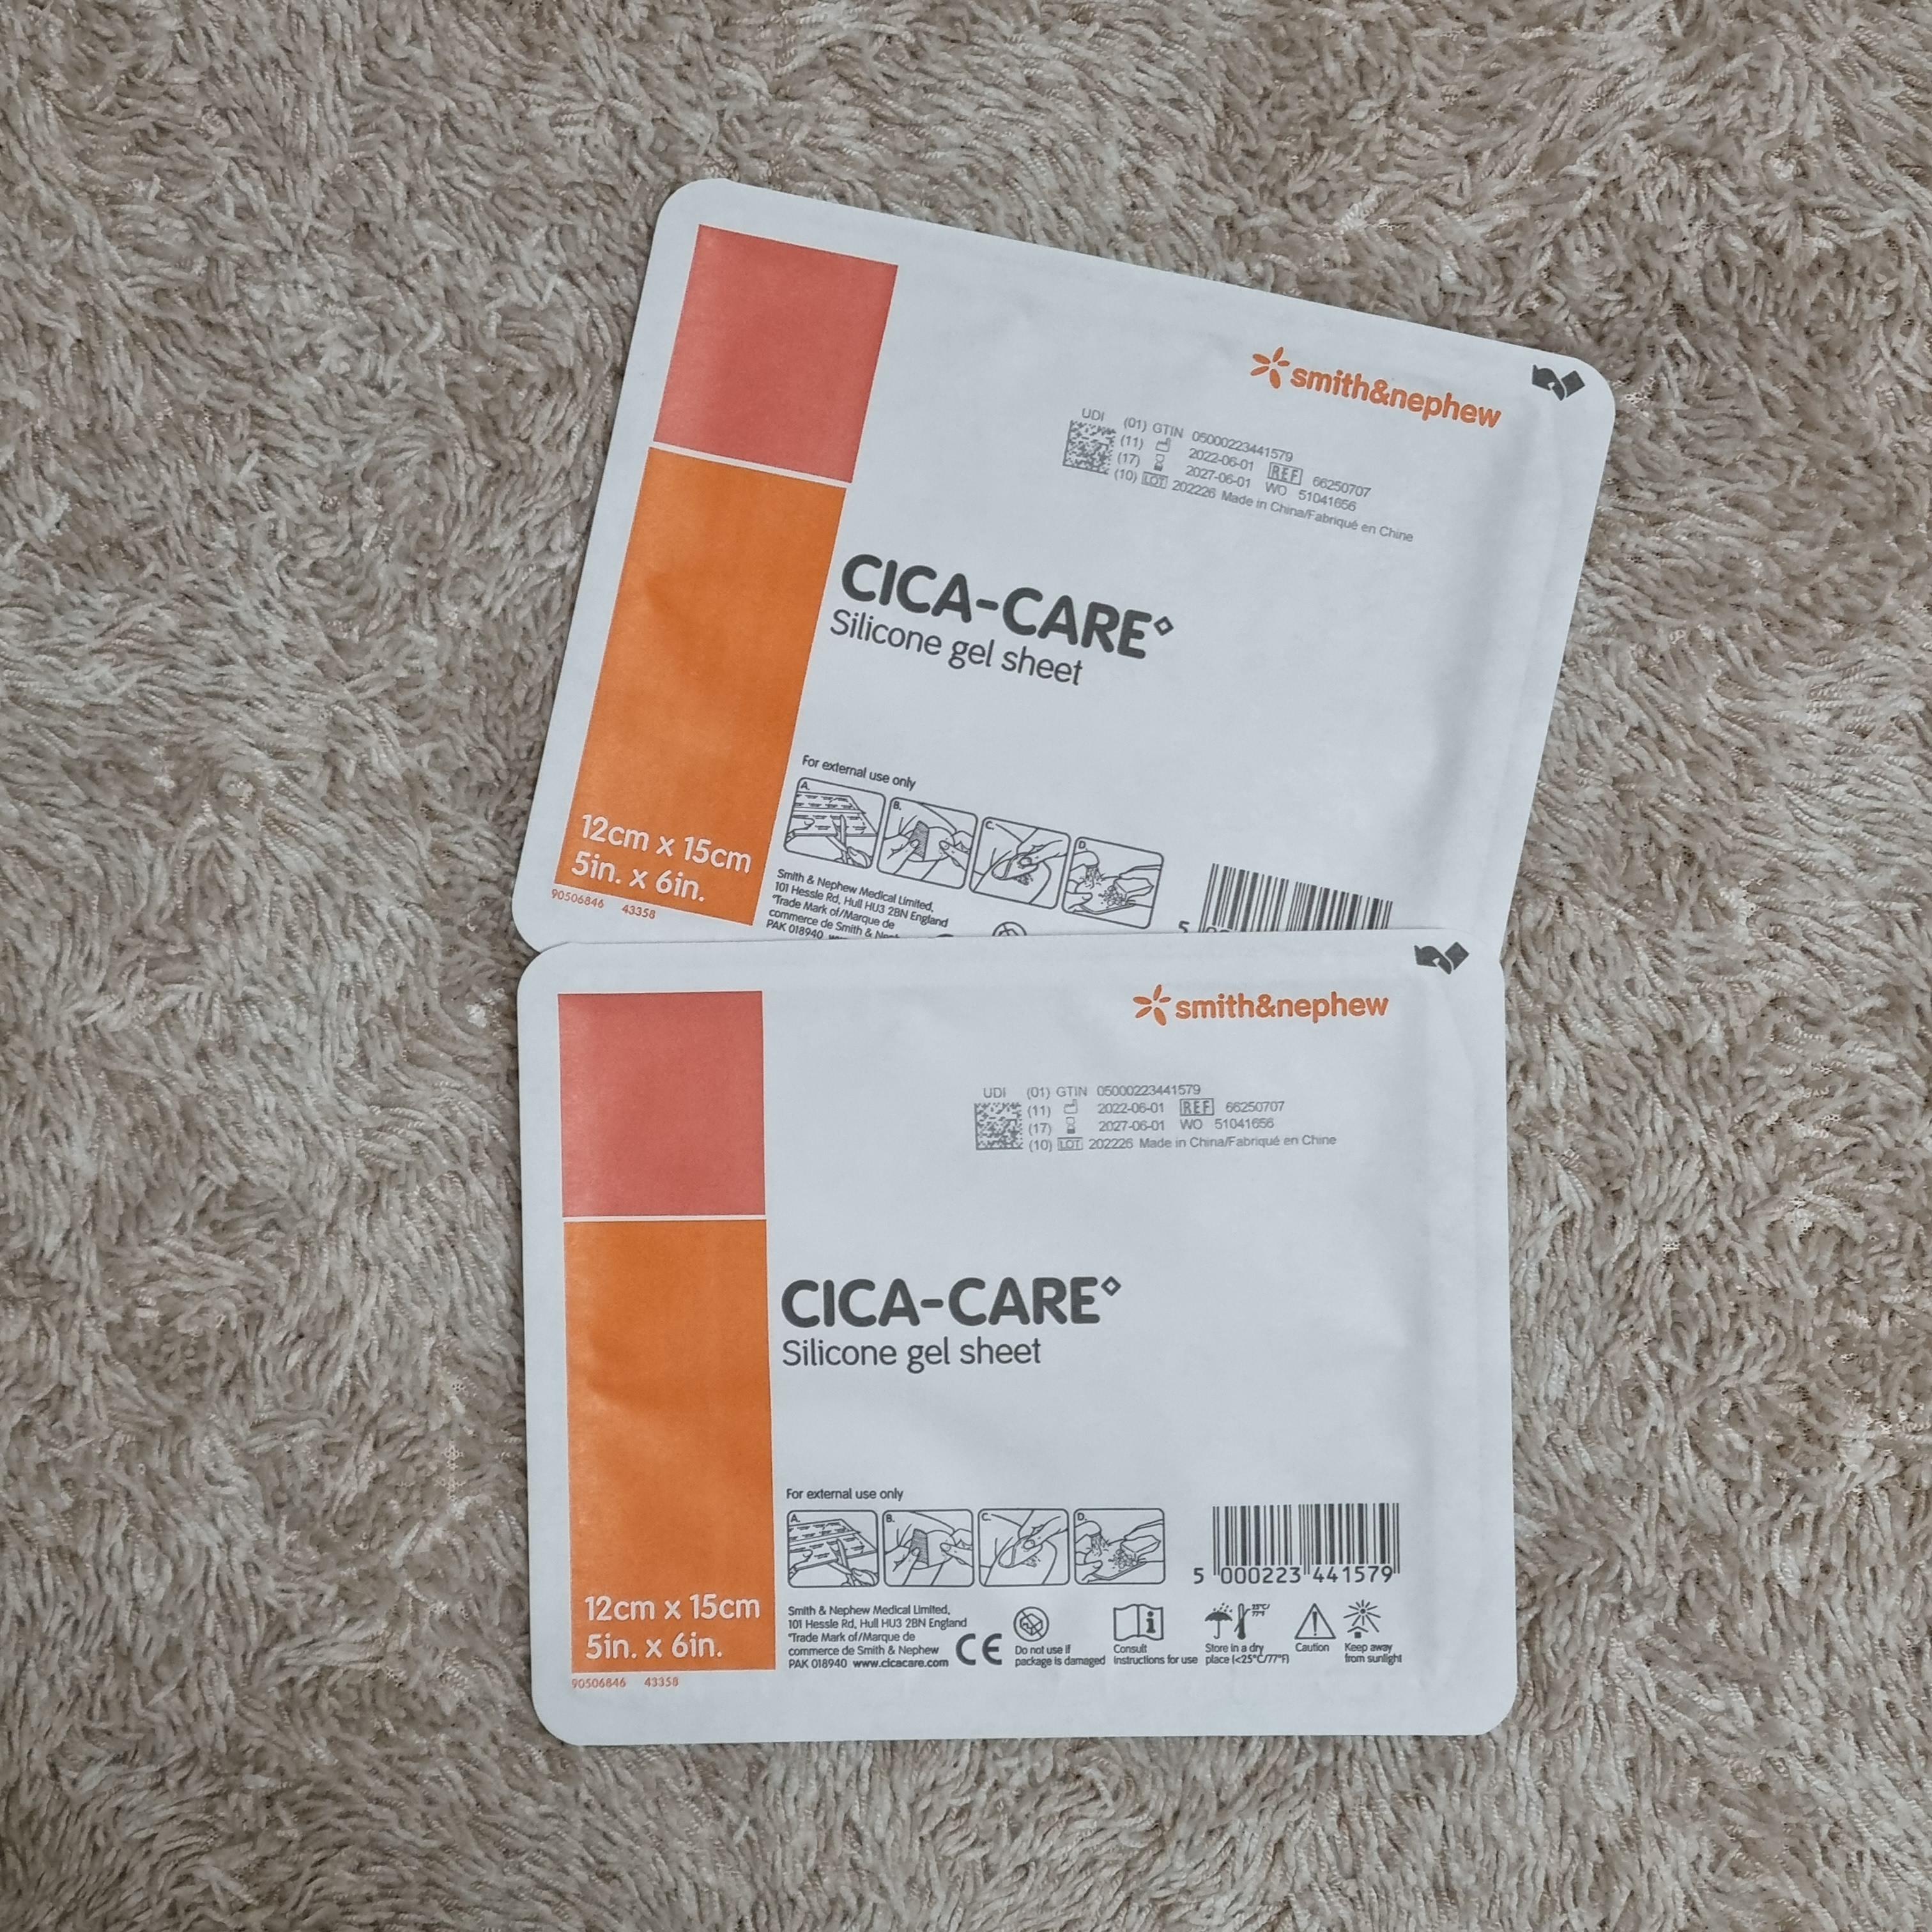 smith&nephew
UDI (01) GTIN 05000223441579
(11) 2022-06-01 REF 66250707
(17) 2027-06-01 WO 51041656
(10) LOT 202226 Made in China/Fabriqué en Chine
CICA-CARE◇
Silicone gel sheet
For external use only
A. B. C. D.
12cm x 15cm
5in. x 6in.
90506846 43358
Smith & Nephew Medical Limited,
101 Hessle Rd, Hull HU3 2BN England
◇Trade Mark of/Marque de
commerce de Smith &
PAK 018940
5
smith&nephew
UDI (01) GTIN 05000223441579
(11) 2022-06-01 REF 66250707
(17) 2027-06-01 WO 51041656
(10) LOT 202226 Made in China/Fabriqué en Chine
CICA-CARE◇
Silicone gel sheet
For external use only
A. B. C. D.
5 000223 441579
12cm x 15cm
5in. x 6in.
90506846 43358
Smith & Nephew Medical Limited,
101 Hessle Rd, Hull HU3 2BN England
◇Trade Mark of/Marque de
commerce de Smith & Nephew
PAK 018940 www.cicacare.com
CE
Do not use if
package is damaged
Consult
instructions for use
25°C/
77°F
Store in a dry
place (<25°C/77°F)
Caution
Keep away
from sunlight